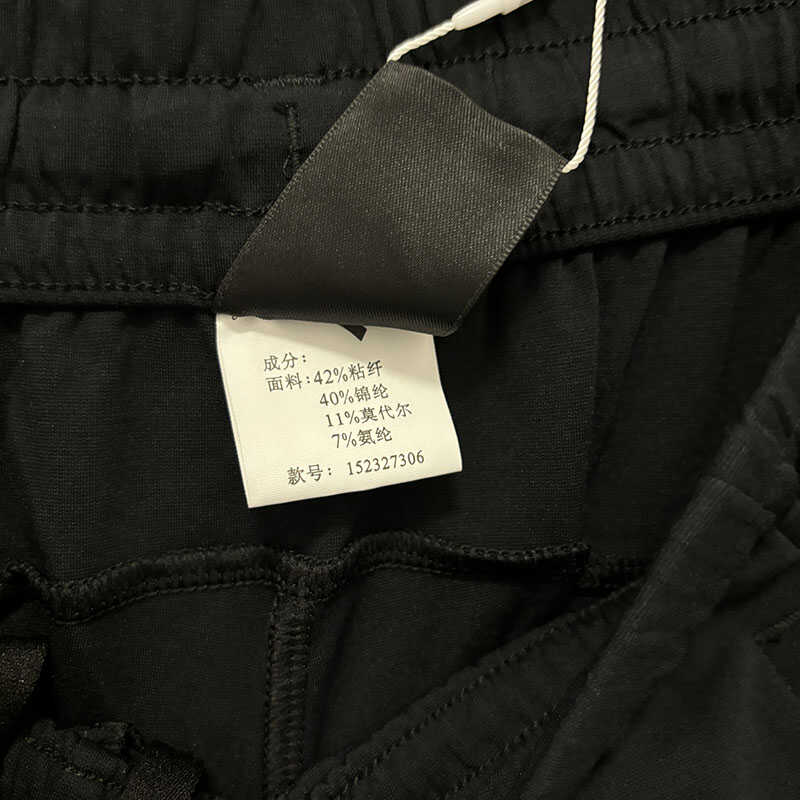 成分：
面料：42%粘纤
40%锦纶
11%莫代尔
7%氨纶
款号：152327306